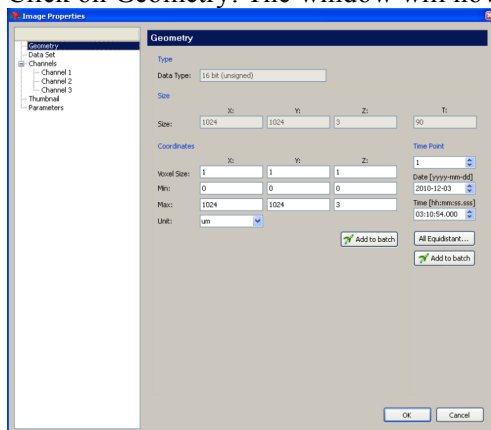 Click on Geometry. The window will now
Image Properties
Geometry
Data Set
Channels
Channel 1
Channel 2
Channel 3
Thumbnail
Parameters
Geometry
Type
Data Type: 16 bit (unsigned)
Size
X: Y: Z: T:
Size: 1024 1024 3 90
Coordinates Time Point
X: Y: Z: 1
Voxel Size: 1 1 1 Date [yyyy-mm-dd]
Min: 0 0 0 2010-12-03
Max: 1024 1024 3 Time [hh:mm:ss.sss]
Unit: um 03:10:54.000
Add to batch All Equidistant...
Add to batch
OK Cancel